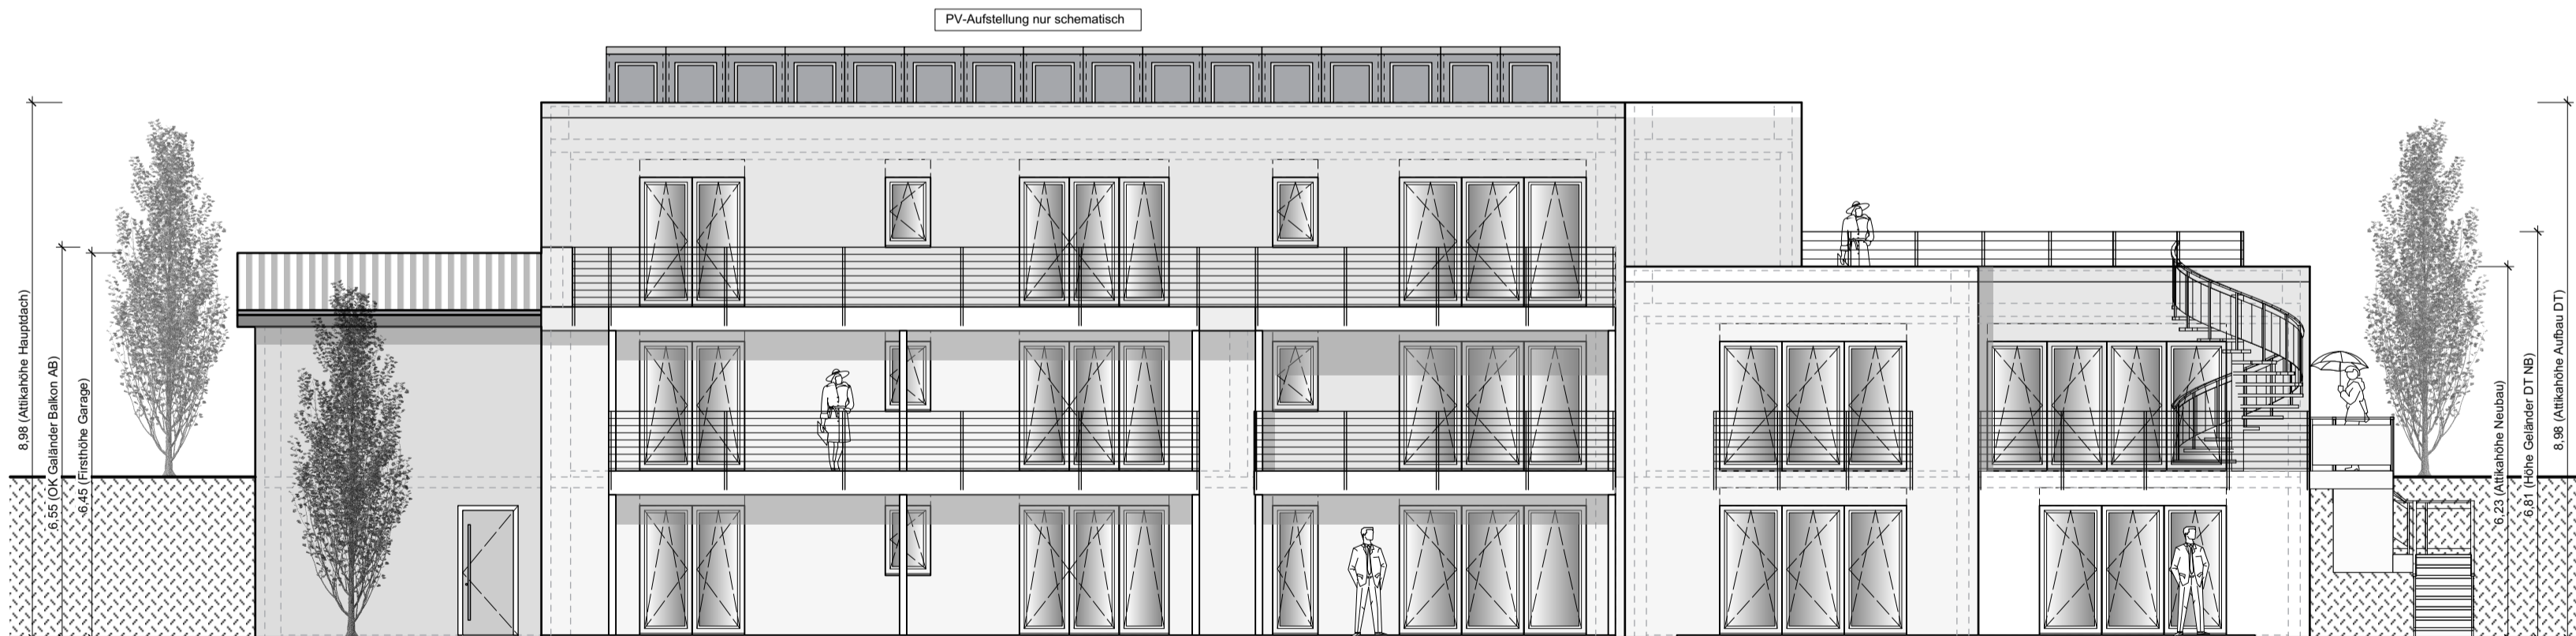 PV-Aufstellung nur schematisch
8,98 (Attikahöhe Hauptdach)
6,55 (OK Galänder Balkon AB)
6,45 (Firsthöhe Garage)
6,23 (Attikahöhe Neubau)
6,81 (Höhe Geländer DT NB)
8,98 (Attikahöhe Aufbau DT)